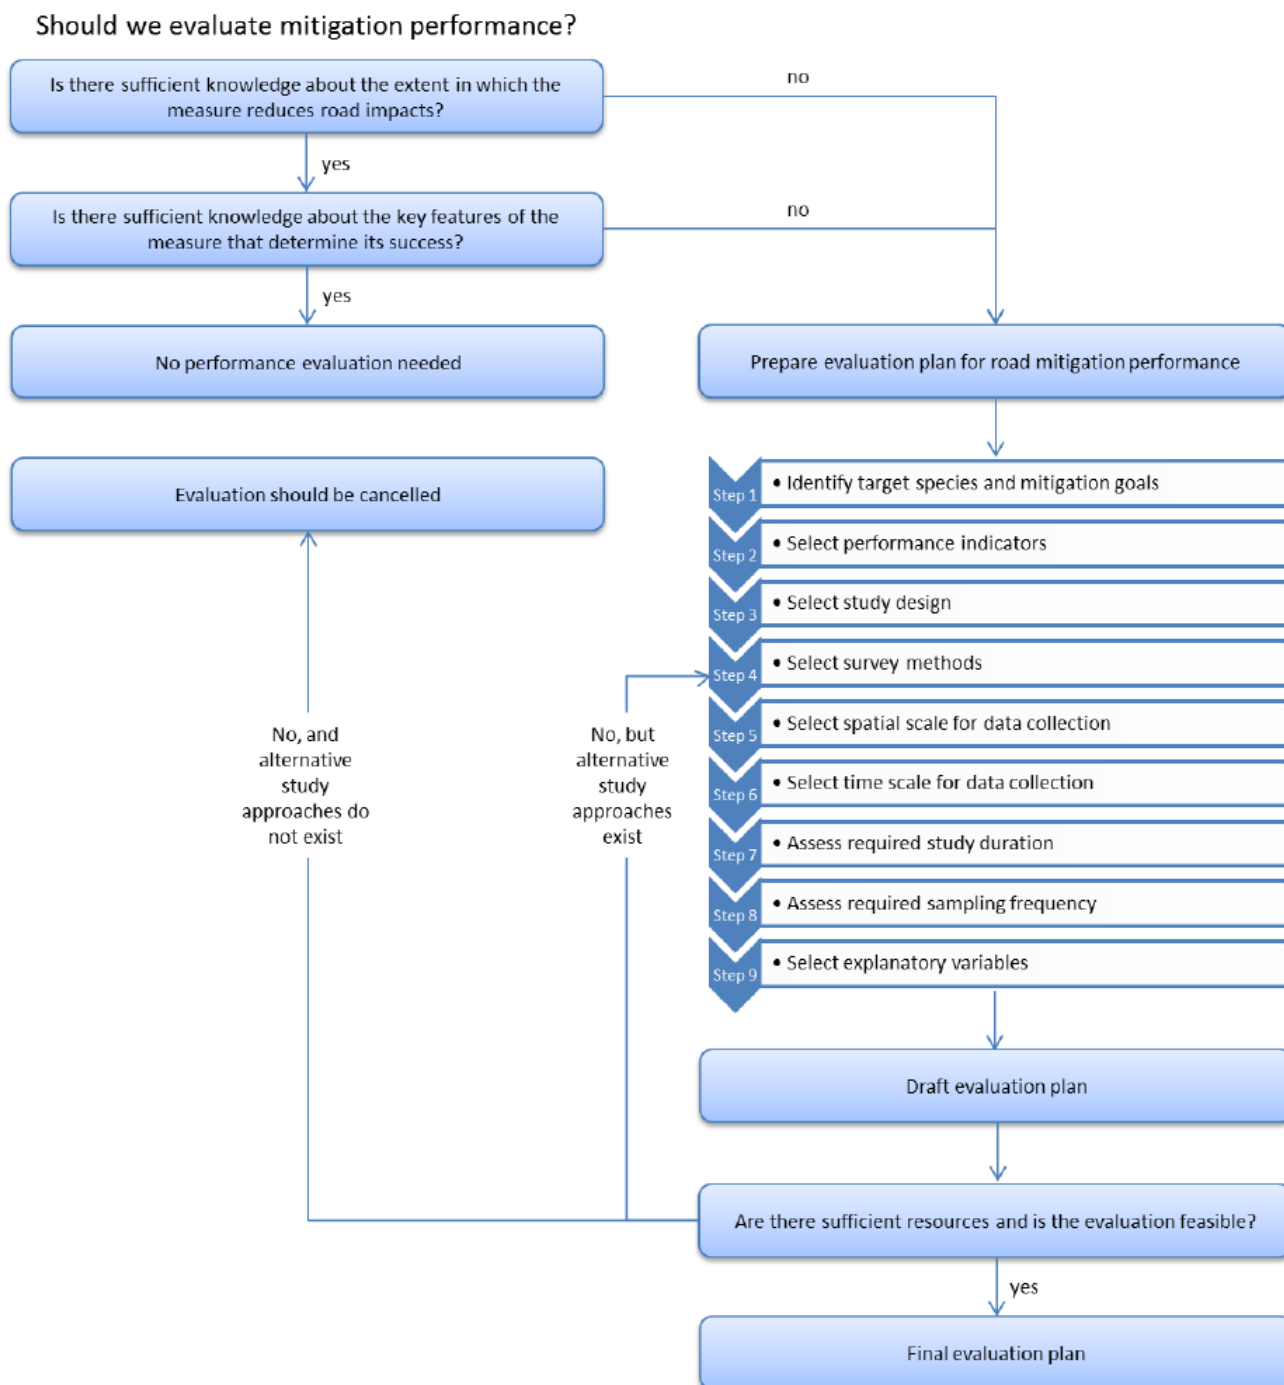 Should we evaluate mitigation performance?
Is there sufficient knowledge about the extent in which the
measure reduces road impacts?
no
yes
Is there sufficient knowledge about the key features of the
measure that determine its success?
no
yes
No performance evaluation needed
Prepare evaluation plan for road mitigation performance
Evaluation should be cancelled
Step 1
• Identify target species and mitigation goals
Step 2
• Select performance indicators
Step 3
• Select study design
Step 4
• Select survey methods
Step 5
• Select spatial scale for data collection
Step 6
• Select time scale for data collection
Step 7
• Assess required study duration
Step 8
• Assess required sampling frequency
Step 9
• Select explanatory variables
No, and
alternative
study
approaches do
not exist
No, but
alternative
study
approaches
exist
Draft evaluation plan
Are there sufficient resources and is the evaluation feasible?
yes
Final evaluation plan